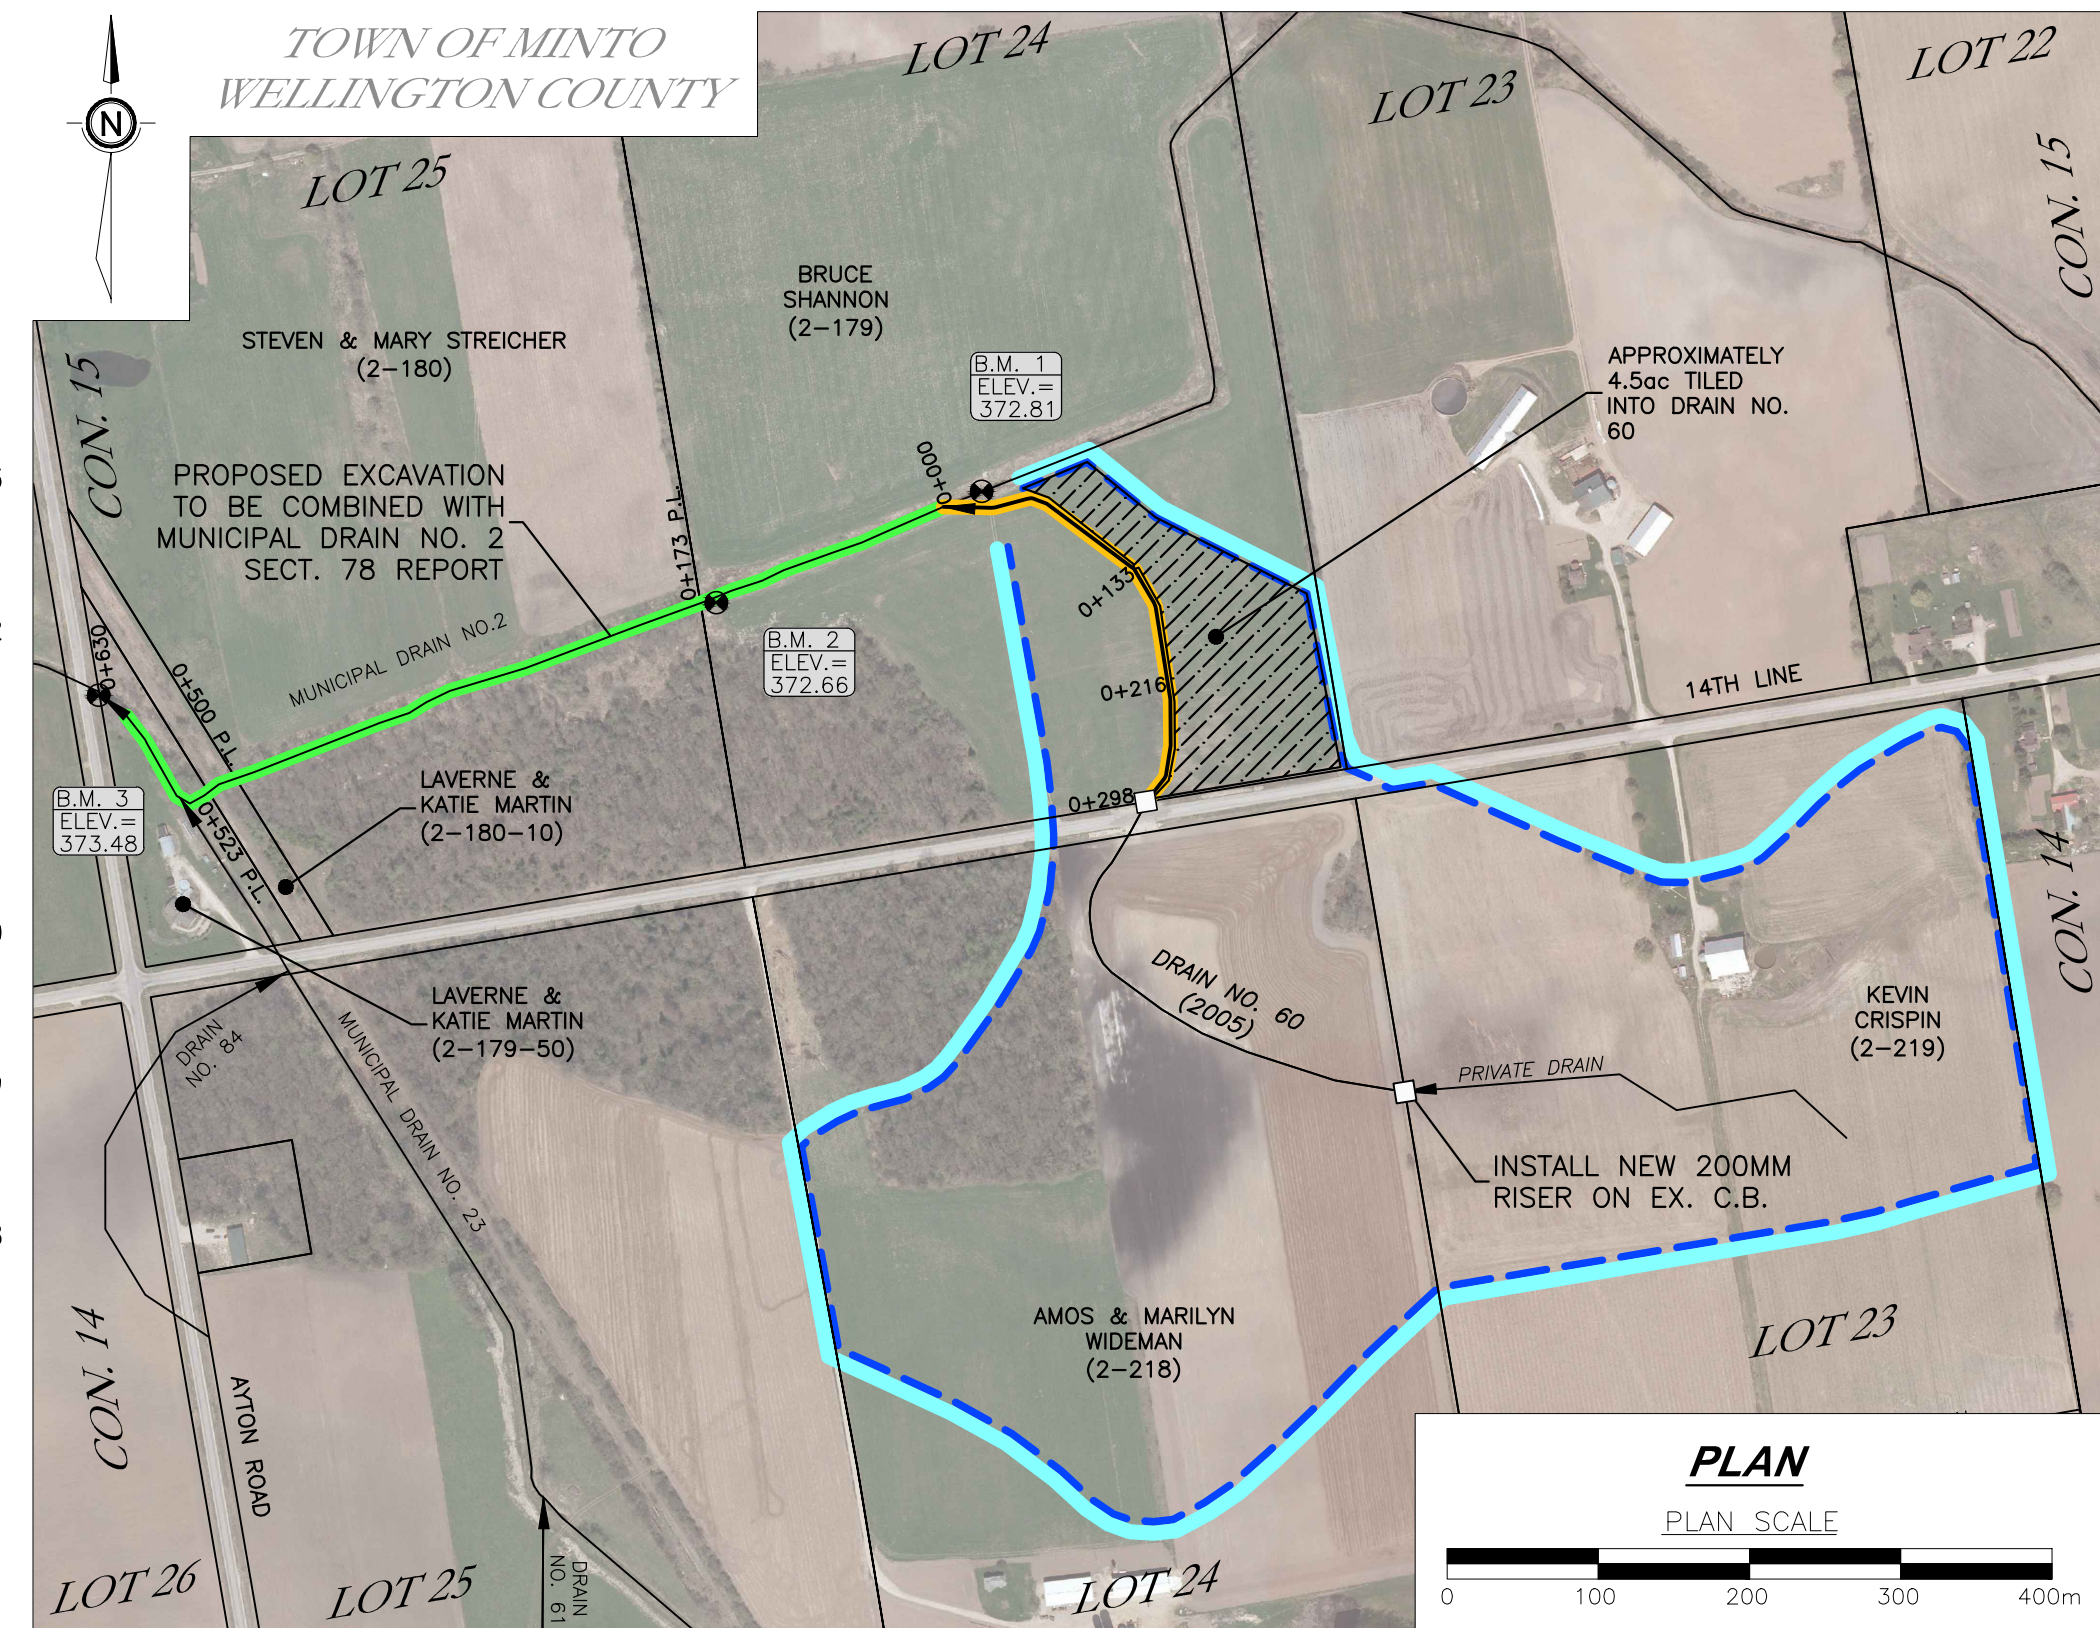 TOWN OF MINTO
WELLINGTON COUNTY
N
LOT 24
LOT 23
LOT 22
LOT 25
CON. 15
CON. 15
BRUCE
SHANNON
(2-179)
STEVEN & MARY STREICHER
(2-180)
B.M. 1
ELEV.=
372.81
APPROXIMATELY
4.5ac TILED
INTO DRAIN NO.
60
PROPOSED EXCAVATION
TO BE COMBINED WITH
MUNICIPAL DRAIN NO. 2
SECT. 78 REPORT
0+000
0+173 P.L.
0+133
MUNICIPAL DRAIN NO.2
B.M. 2
ELEV.=
372.66
0+630
0+500 P.L.
0+216
14TH LINE
0+298
B.M. 3
ELEV.=
373.48
0+523 P.L.
LAVERNE &
KATIE MARTIN
(2-180-10)
LAVERNE &
KATIE MARTIN
(2-179-50)
DRAIN
NO. 84
MUNICIPAL DRAIN NO. 23
DRAIN NO. 60
(2005)
KEVIN
CRISPIN
(2-219)
CON. 14
PRIVATE DRAIN
INSTALL NEW 200MM
RISER ON EX. C.B.
AMOS & MARILYN
WIDEMAN
(2-218)
LOT 23
CON. 14
AYTON ROAD
DRAIN
NO. 61
LOT 26
LOT 25
LOT 24
PLAN
PLAN SCALE
0 100 200 300 400m